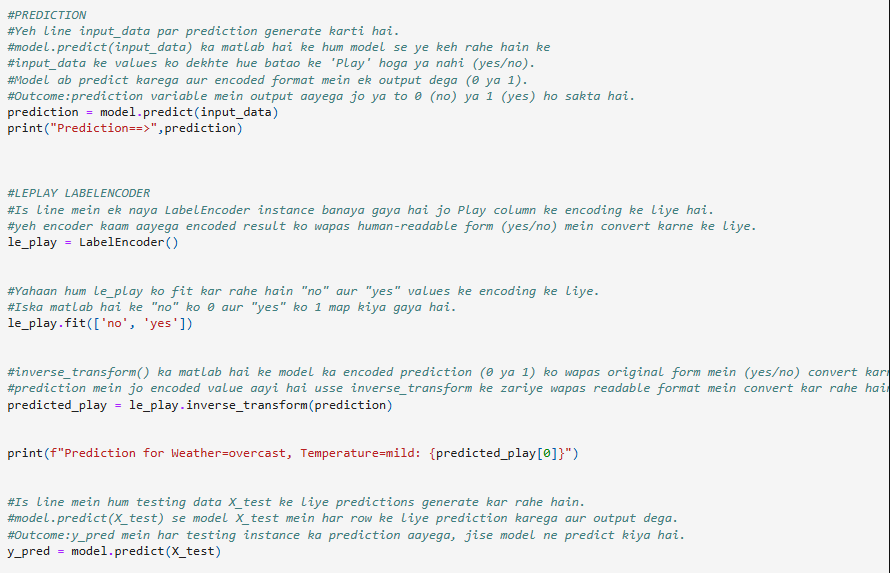 #PREDICTION
#Yeh line input_data par prediction generate karti hai.
#model.predict(input_data) ka matlab hai ke hum model se ye keh rahe hain ke
#input_data ke values ko dekhte hue batao ke 'Play' hoga ya nahi (yes/no).
#Model ab predict karega aur encoded format mein ek output dega (0 ya 1).
#Outcome:prediction variable mein output aayega jo ya to 0 (no) ya 1 (yes) ho sakta hai.
prediction = model.predict(input_data)
print("Prediction==>",prediction)
#LEPLAY LABELENCODER
#Is line mein ek naya LabelEncoder instance banaya gaya hai jo Play column ke encoding ke liye hai.
#yeh encoder kaam aayega encoded result ko wapas human-readable form (yes/no) mein convert karne ke liye.
le_play = LabelEncoder()
#Yahaan hum le_play ko fit kar rahe hain "no" aur "yes" values ke encoding ke liye.
#Iska matlab hai ke "no" ko 0 aur "yes" ko 1 map kiya gaya hai.
le_play.fit(['no', 'yes'])
#inverse_transform() ka matlab hai ke model ka encoded prediction (0 ya 1) ko wapas original form mein (yes/no) convert
#prediction mein jo encoded value aayi hai usse inverse_transform ke zariye wapas readable format mein convert kar rahe
predicted_play = le_play.inverse_transform(prediction)
print(f"Prediction for Weather=overcast, Temperature=mild: {predicted_play[0]}")
#Is line mein hum testing data X_test ke liye predictions generate kar rahe hain.
#model.predict(X_test) se model X_test mein har row ke liye prediction karega aur output dega.
#Outcome:y_pred mein har testing instance ka prediction aayega, jise model ne predict kiya hai.
y_pred = model.predict(X_test)